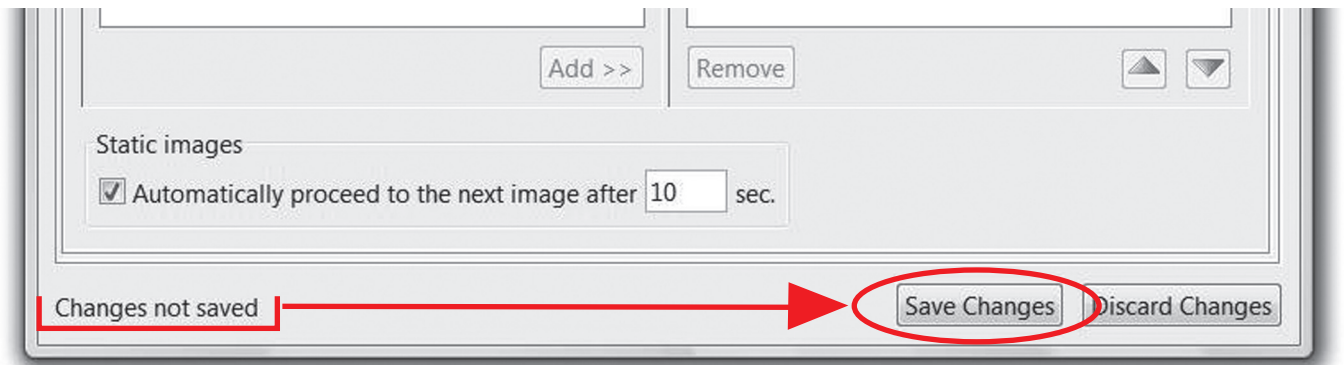 Add >> Remove
Static images
Automatically proceed to the next image after 10 sec.
Changes not saved Save Changes Discard Changes